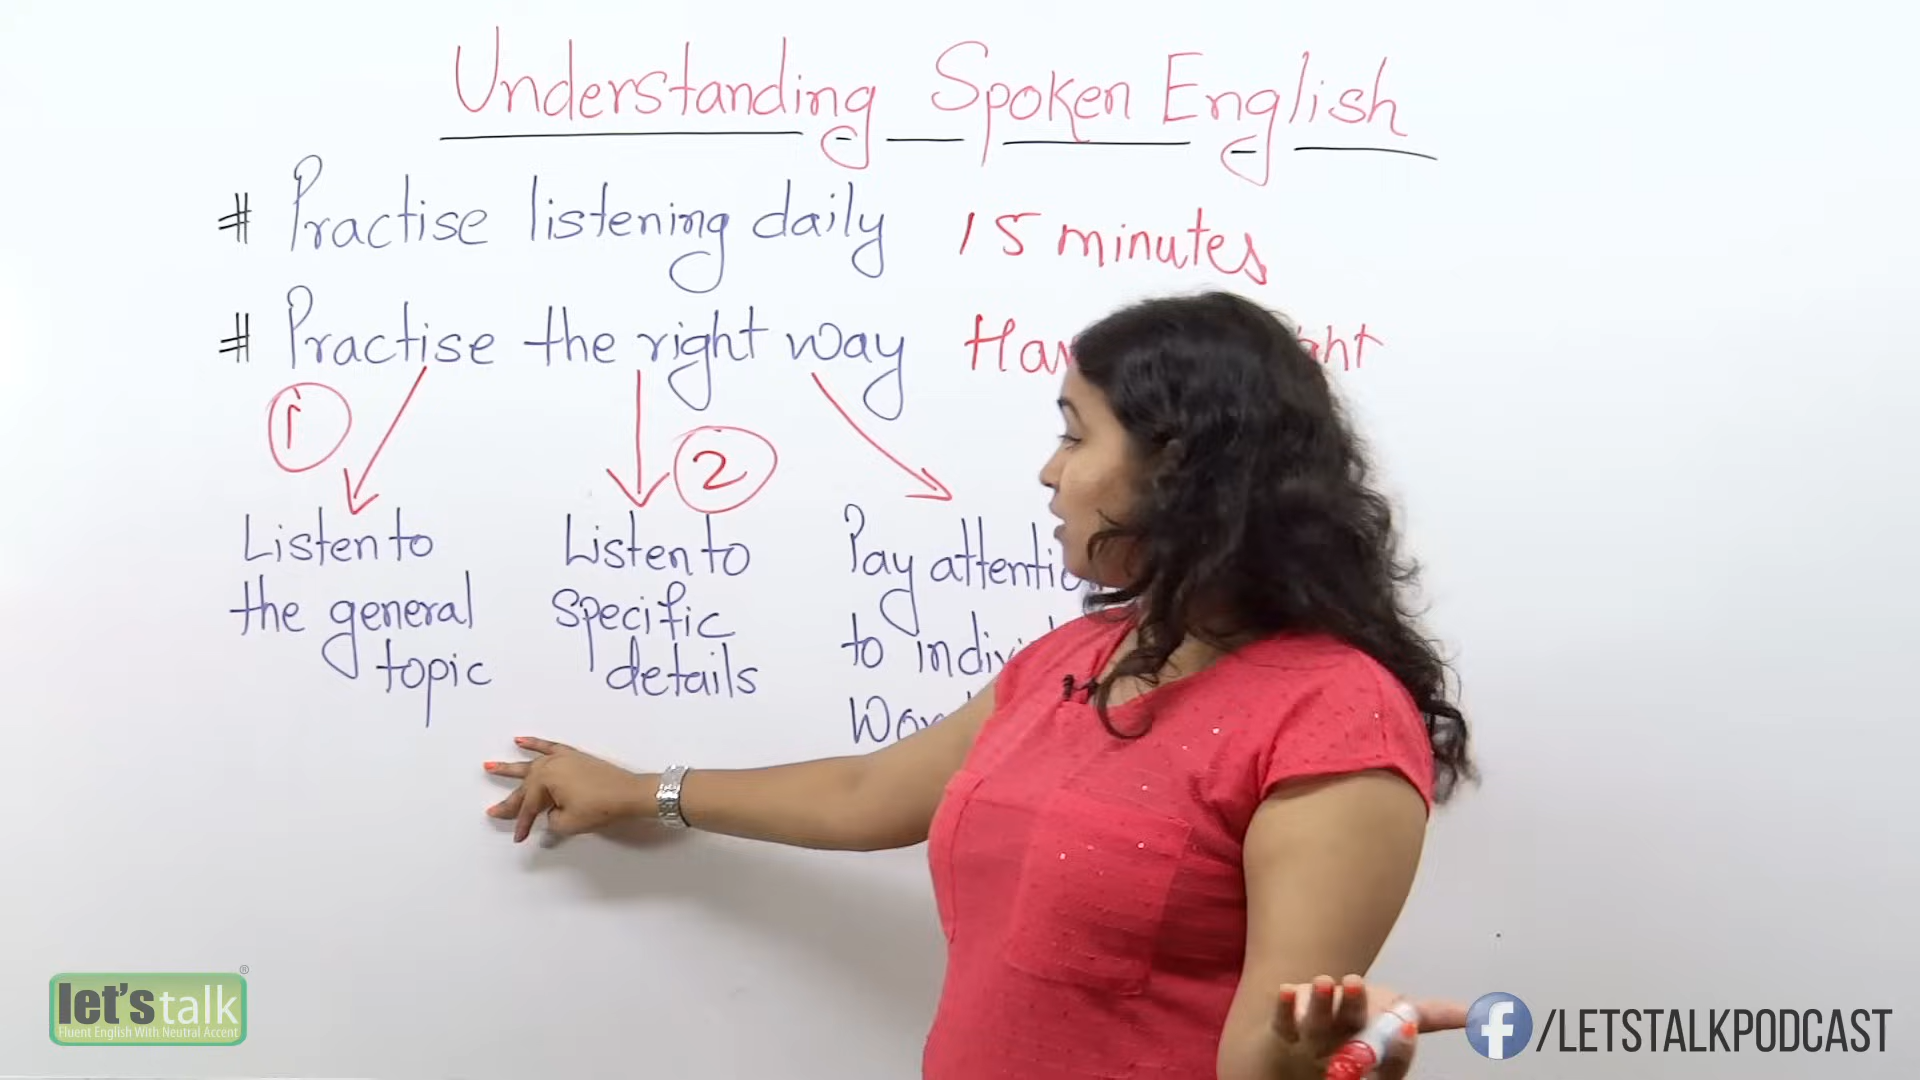 Understanding Spoken English
# Practise listening daily 15 minutes
# Practise the right way
1
2
Listen to
the general
topic
Listen to
specific
details
Pay
to
let's talk ®
Fluent English With Neutral Accent
f /LETSTALKPODCAST